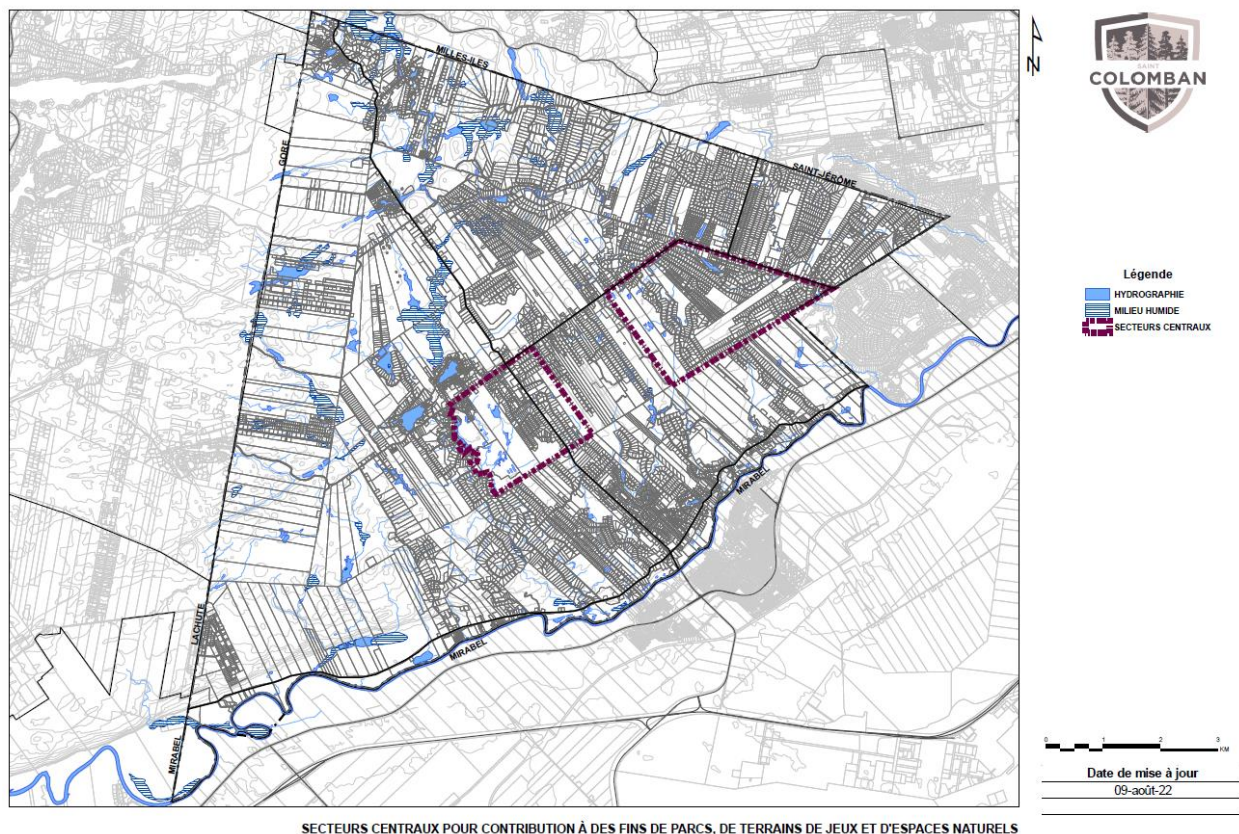 MILLES-ILES
GORE
SAINT-JÉRÔME
MIRABEL
MIRABEL
LACHUTE
MIRABEL
N
SAINT
COLOMBAN
Légende
HYDROGRAPHIE
MILIEU HUMIDE
SECTEURS CENTRAUX
0 1 2 3
KM
Date de mise à jour
09-août-22
SECTEURS CENTRAUX POUR CONTRIBUTION À DES FINS DE PARCS, DE TERRAINS DE JEUX ET D'ESPACES NATURELS